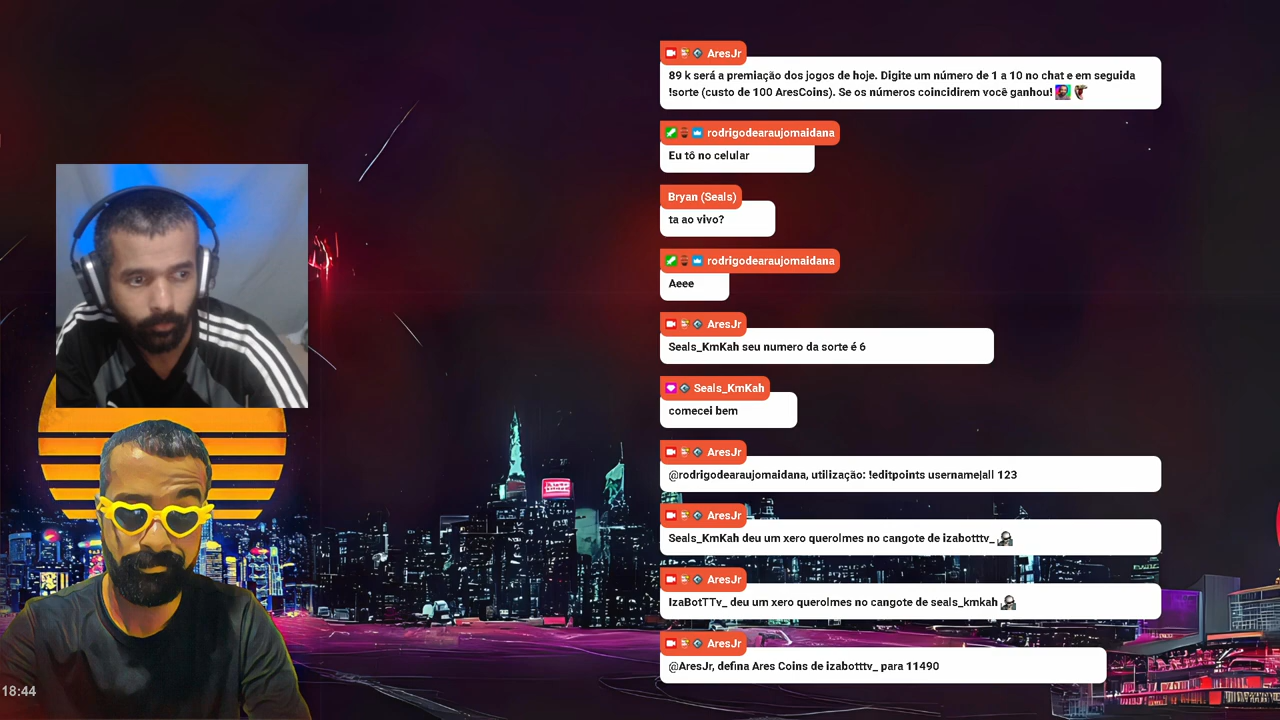 AresJr
89 k será a premiação dos jogos de hoje. Digite um número de 1 a 10 no chat e em seguida
!sorte (custo de 100 AresCoins). Se os números coincidirem você ganhou!
rodrigodearaujomaidana
Eu tô no celular
Bryan (Seals)
ta ao vivo?
rodrigodearaujomaidana
Aeee
AresJr
Seals_KmKah seu numero da sorte é 6
Seals_KmKah
comecei bem
AresJr
@rodrigodearaujomaidana, utilização: !editpoints username|all 123
AresJr
Seals_KmKah deu um xero querolmes no cangote de izabotttv_
AresJr
IzaBotTTv_ deu um xero querolmes no cangote de seals_kmkah
AresJr
@AresJr, defina Ares Coins de izabotttv_ para 11490
18:44